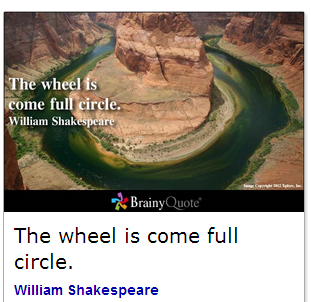 The wheel is
come full circle.
William Shakespeare
Image Copyright 2012 Xplore, Inc.
BrainyQuote®
The wheel is come full
circle.
William Shakespeare